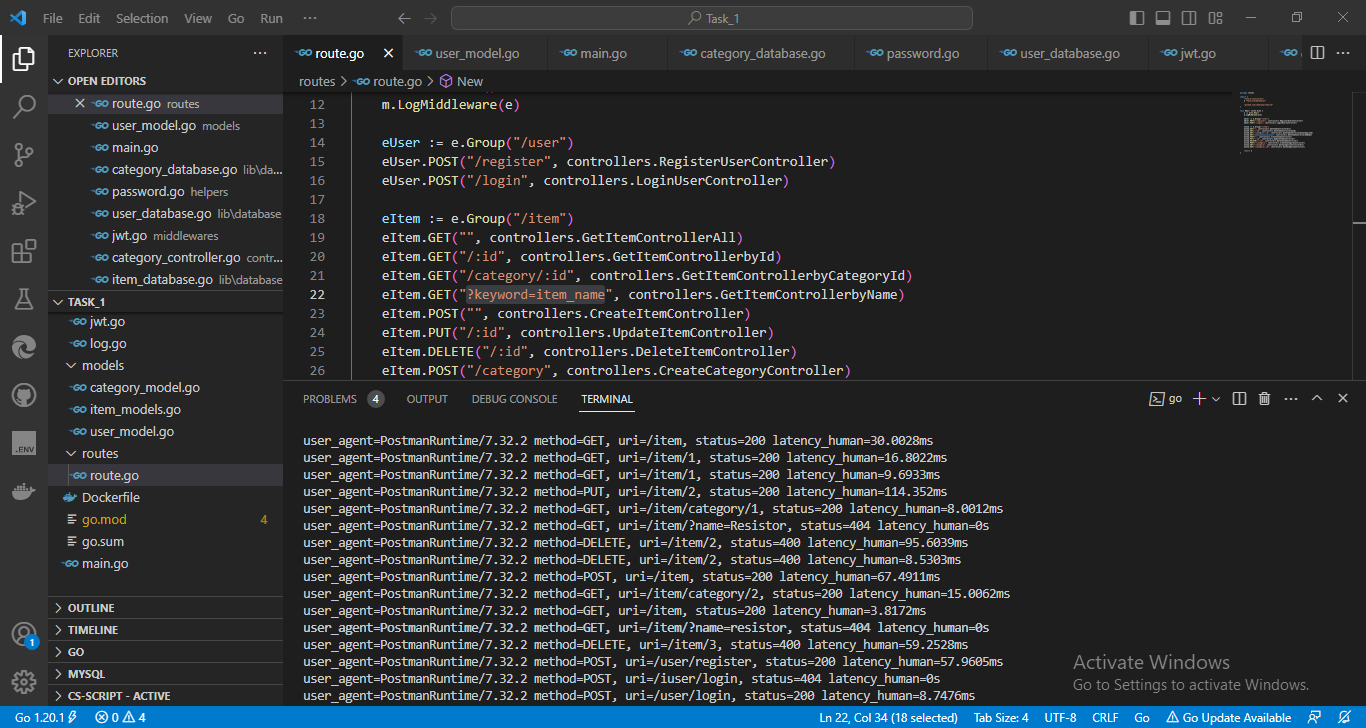 File Edit Selection View Go Run ··· Task_1
EXPLORER ···
OPEN EDITORS
route.go routes
user_model.go models
main.go
category_database.go lib\da...
password.go helpers
user_database.go lib\database
jwt.go middlewares
category_controller.go contr...
item_database.go lib\database
TASK_1
jwt.go
log.go
models
category_model.go
item_models.go
user_model.go
routes
route.go
Dockerfile
go.mod 4
go.sum
main.go
OUTLINE
TIMELINE
GO
MYSQL
CS-SCRIPT - ACTIVE
.ENV
1
GO route.go GO user_model.go GO main.go GO category_database.go GO password.go GO user_database.go GO jwt.go GO
routes > GO route.go > New
12 m.LogMiddleware(e)
13
14 eUser := e.Group("/user")
15 eUser.POST("/register", controllers.RegisterUserController)
16 eUser.POST("/login", controllers.LoginUserController)
17
18 eItem := e.Group("/item")
19 eItem.GET("", controllers.GetItemControllerAll)
20 eItem.GET("/:id", controllers.GetItemControllerbyId)
21 eItem.GET("/category/:id", controllers.GetItemControllerbyCategoryId)
22 eItem.GET("?keyword=item_name", controllers.GetItemControllerbyName)
23 eItem.POST("", controllers.CreateItemController)
24 eItem.PUT("/:id", controllers.UpdateItemController)
25 eItem.DELETE("/:id", controllers.DeleteItemController)
26 eItem.POST("/category", controllers.CreateCategoryController)
PROBLEMS 4 OUTPUT DEBUG CONSOLE TERMINAL go
user_agent=PostmanRuntime/7.32.2 method=GET, uri=/item, status=200 latency_human=30.0028ms
user_agent=PostmanRuntime/7.32.2 method=GET, uri=/item/1, status=200 latency_human=16.8022ms
user_agent=PostmanRuntime/7.32.2 method=GET, uri=/item/1, status=200 latency_human=9.6933ms
user_agent=PostmanRuntime/7.32.2 method=PUT, uri=/item/2, status=200 latency_human=114.352ms
user_agent=PostmanRuntime/7.32.2 method=GET, uri=/item/category/1, status=200 latency_human=8.0012ms
user_agent=PostmanRuntime/7.32.2 method=GET, uri=/item/?name=Resistor, status=404 latency_human=0s
user_agent=PostmanRuntime/7.32.2 method=DELETE, uri=/item/2, status=400 latency_human=95.6039ms
user_agent=PostmanRuntime/7.32.2 method=DELETE, uri=/item/2, status=400 latency_human=8.5303ms
user_agent=PostmanRuntime/7.32.2 method=POST, uri=/item, status=200 latency_human=67.4911ms
user_agent=PostmanRuntime/7.32.2 method=GET, uri=/item/category/2, status=200 latency_human=15.0062ms
user_agent=PostmanRuntime/7.32.2 method=GET, uri=/item, status=200 latency_human=3.8172ms
user_agent=PostmanRuntime/7.32.2 method=GET, uri=/item/?name=resistor, status=404 latency_human=0s
user_agent=PostmanRuntime/7.32.2 method=DELETE, uri=/item/3, status=400 latency_human=59.2528ms
user_agent=PostmanRuntime/7.32.2 method=POST, uri=/user/register, status=200 latency_human=57.9605ms
user_agent=PostmanRuntime/7.32.2 method=POST, uri=/iuser/login, status=404 latency_human=0s
user_agent=PostmanRuntime/7.32.2 method=POST, uri=/user/login, status=200 latency_human=8.7476ms
Activate Windows
Go to Settings to activate Windows.
Go 1.20.1 0 4 Ln 22, Col 34 (18 selected) Tab Size: 4 UTF-8 CRLF Go Go Update Available